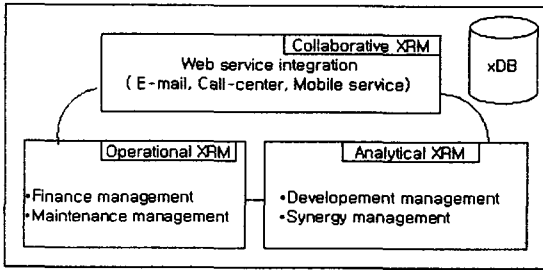 Collaborative XRM
Web service integration
( E-mail, Call-center, Mobile service)
xDB
Operational XRM
•Finance management
•Maintenance management
Analytical XRM
•Developement management
•Synergy management